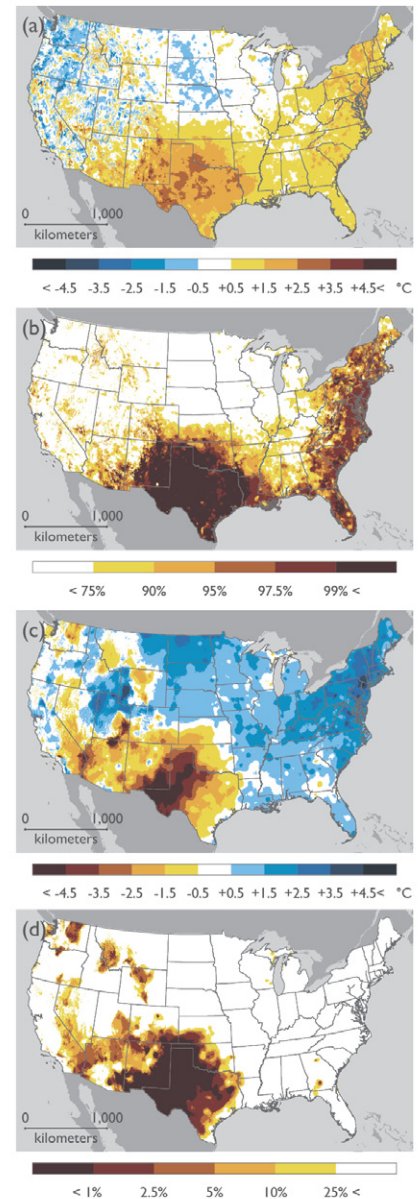 (a)
0 1,000
kilometers
< -4.5 -3.5 -2.5 -1.5 -0.5 +0.5 +1.5 +2.5 +3.5 +4.5< °C
(b)
0 1,000
kilometers
< 75% 90% 95% 97.5% 99% <
(c)
0 1,000
kilometers
< -4.5 -3.5 -2.5 -1.5 -0.5 +0.5 +1.5 +2.5 +3.5 +4.5< °C
(d)
0 1,000
kilometers
< 1% 2.5% 5% 10% 25% <